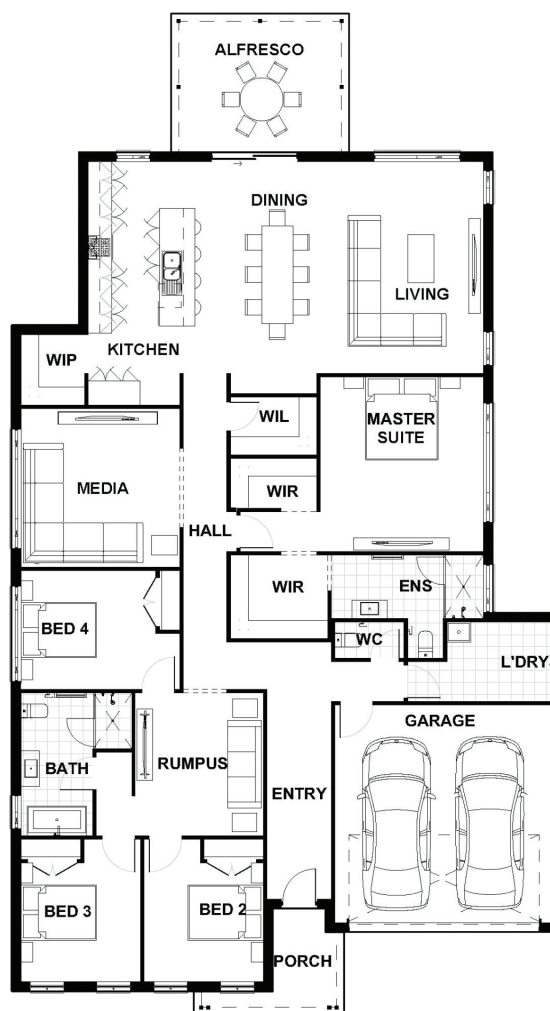 ALFRESCO
DINING
LIVING
KITCHEN
WIP
WIL
MASTER
SUITE
MEDIA
WIR
HALL
WIR
ENS
BED 4
WC
L'DRY
GARAGE
BATH
RUMPUS
ENTRY
BED 3
BED 2
PORCH